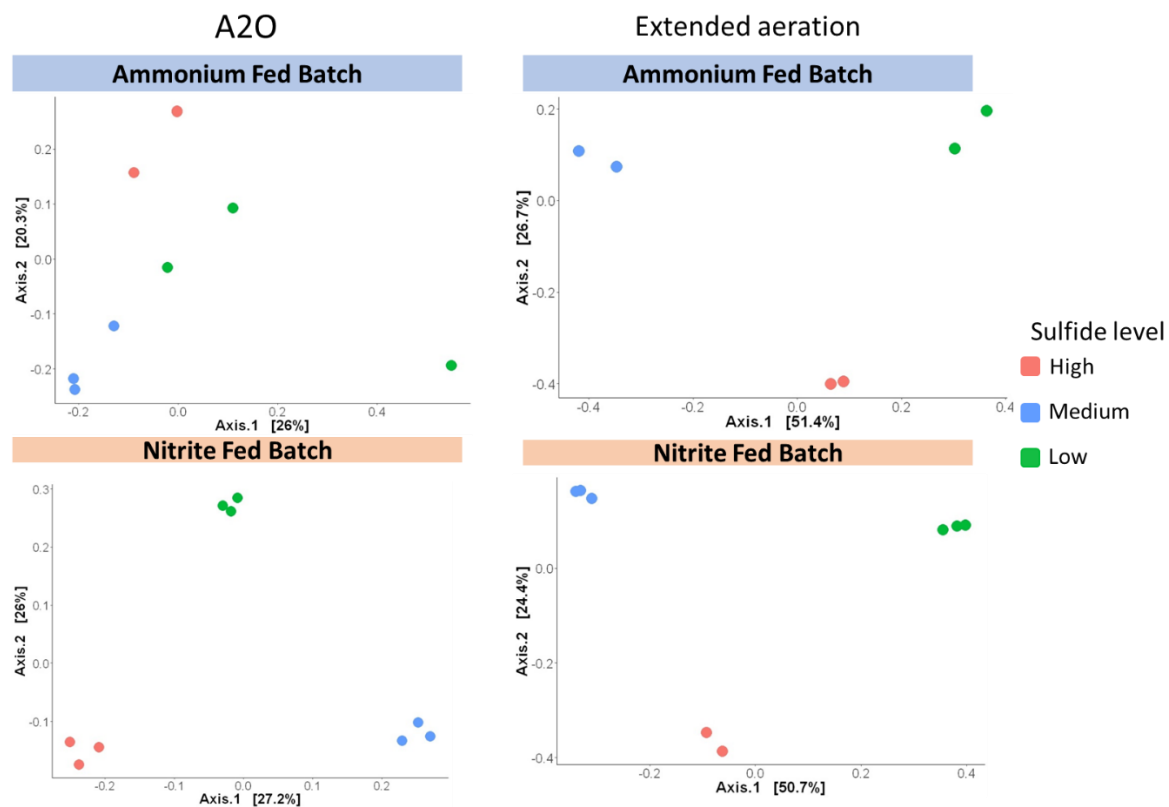 A2O
Extended aeration
Ammonium Fed Batch
Ammonium Fed Batch
0.2
0.1
0.0
-0.1
-0.2
Axis.2 [20.3%]
-0.2
0.0
0.2
0.4
Axis.1 [26%]
0.2
0.0
-0.2
-0.4
Axis.2 [26.7%]
-0.4
-0.2
0.0
0.2
0.4
Axis.1 [51.4%]
Sulfide level
High
Medium
Low
Nitrite Fed Batch
Nitrite Fed Batch
0.3
0.2
0.1
0.0
-0.1
Axis.2 [26%]
-0.2
-0.1
0.0
0.1
0.2
Axis.1 [27.2%]
0.0
-0.2
-0.4
Axis.2 [24.4%]
-0.2
0.0
0.2
0.4
Axis.1 [50.7%]